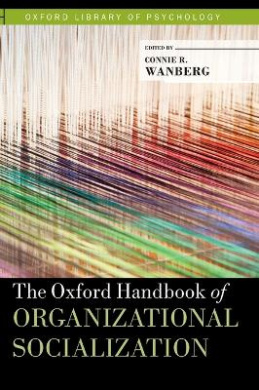 OXFORD LIBRARY OF PSYCHOLOGY
EDITED BY
CONNIE R.
WANBERG
The Oxford Handbook of
ORGANIZATIONAL
SOCIALIZATION